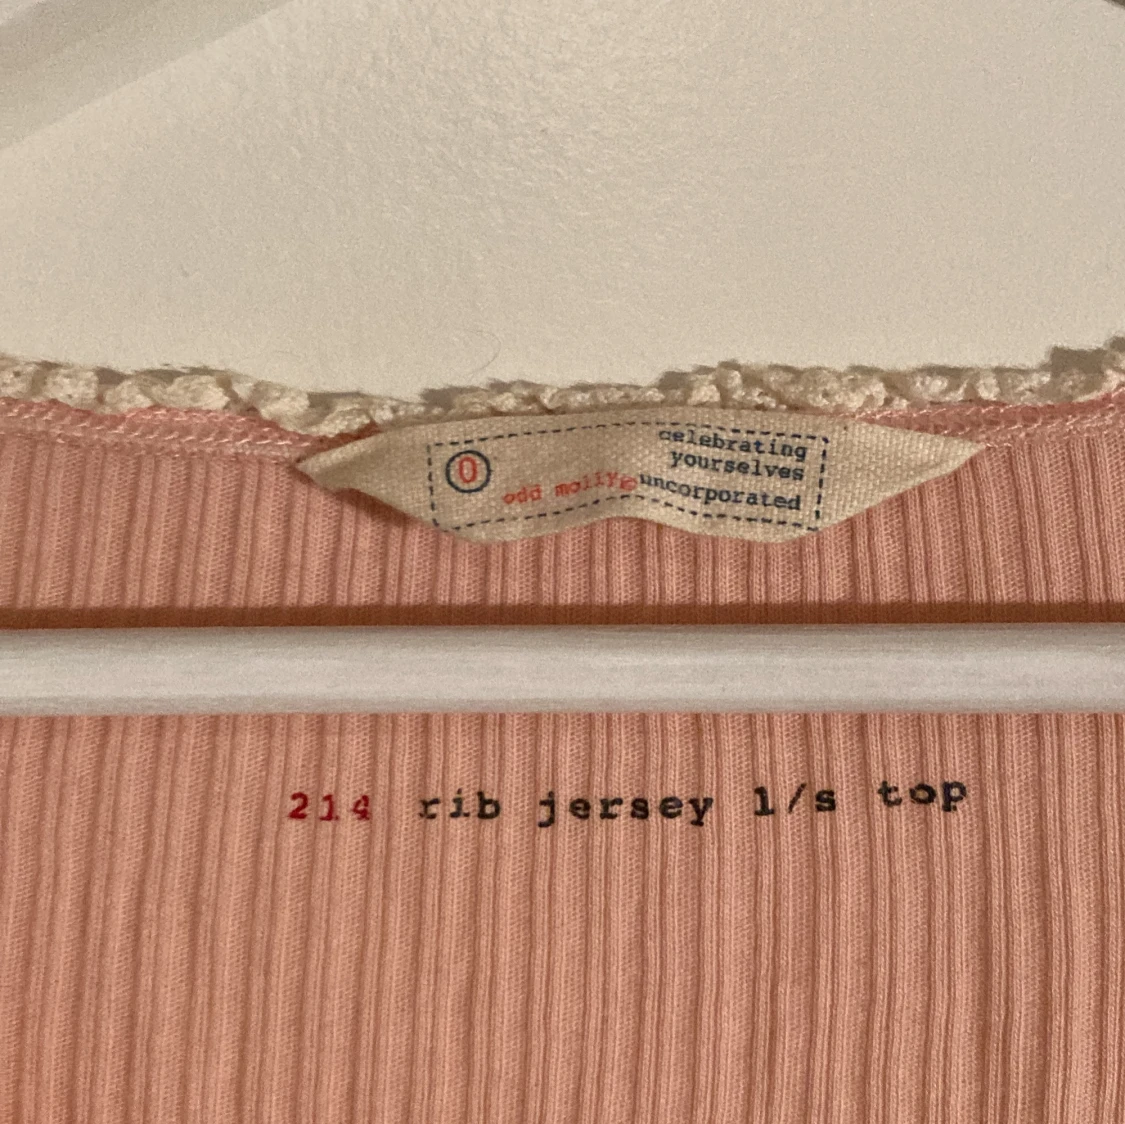 0
celebrating
yourselves
odd molly® uncorporated
214 rib jersey l/s top